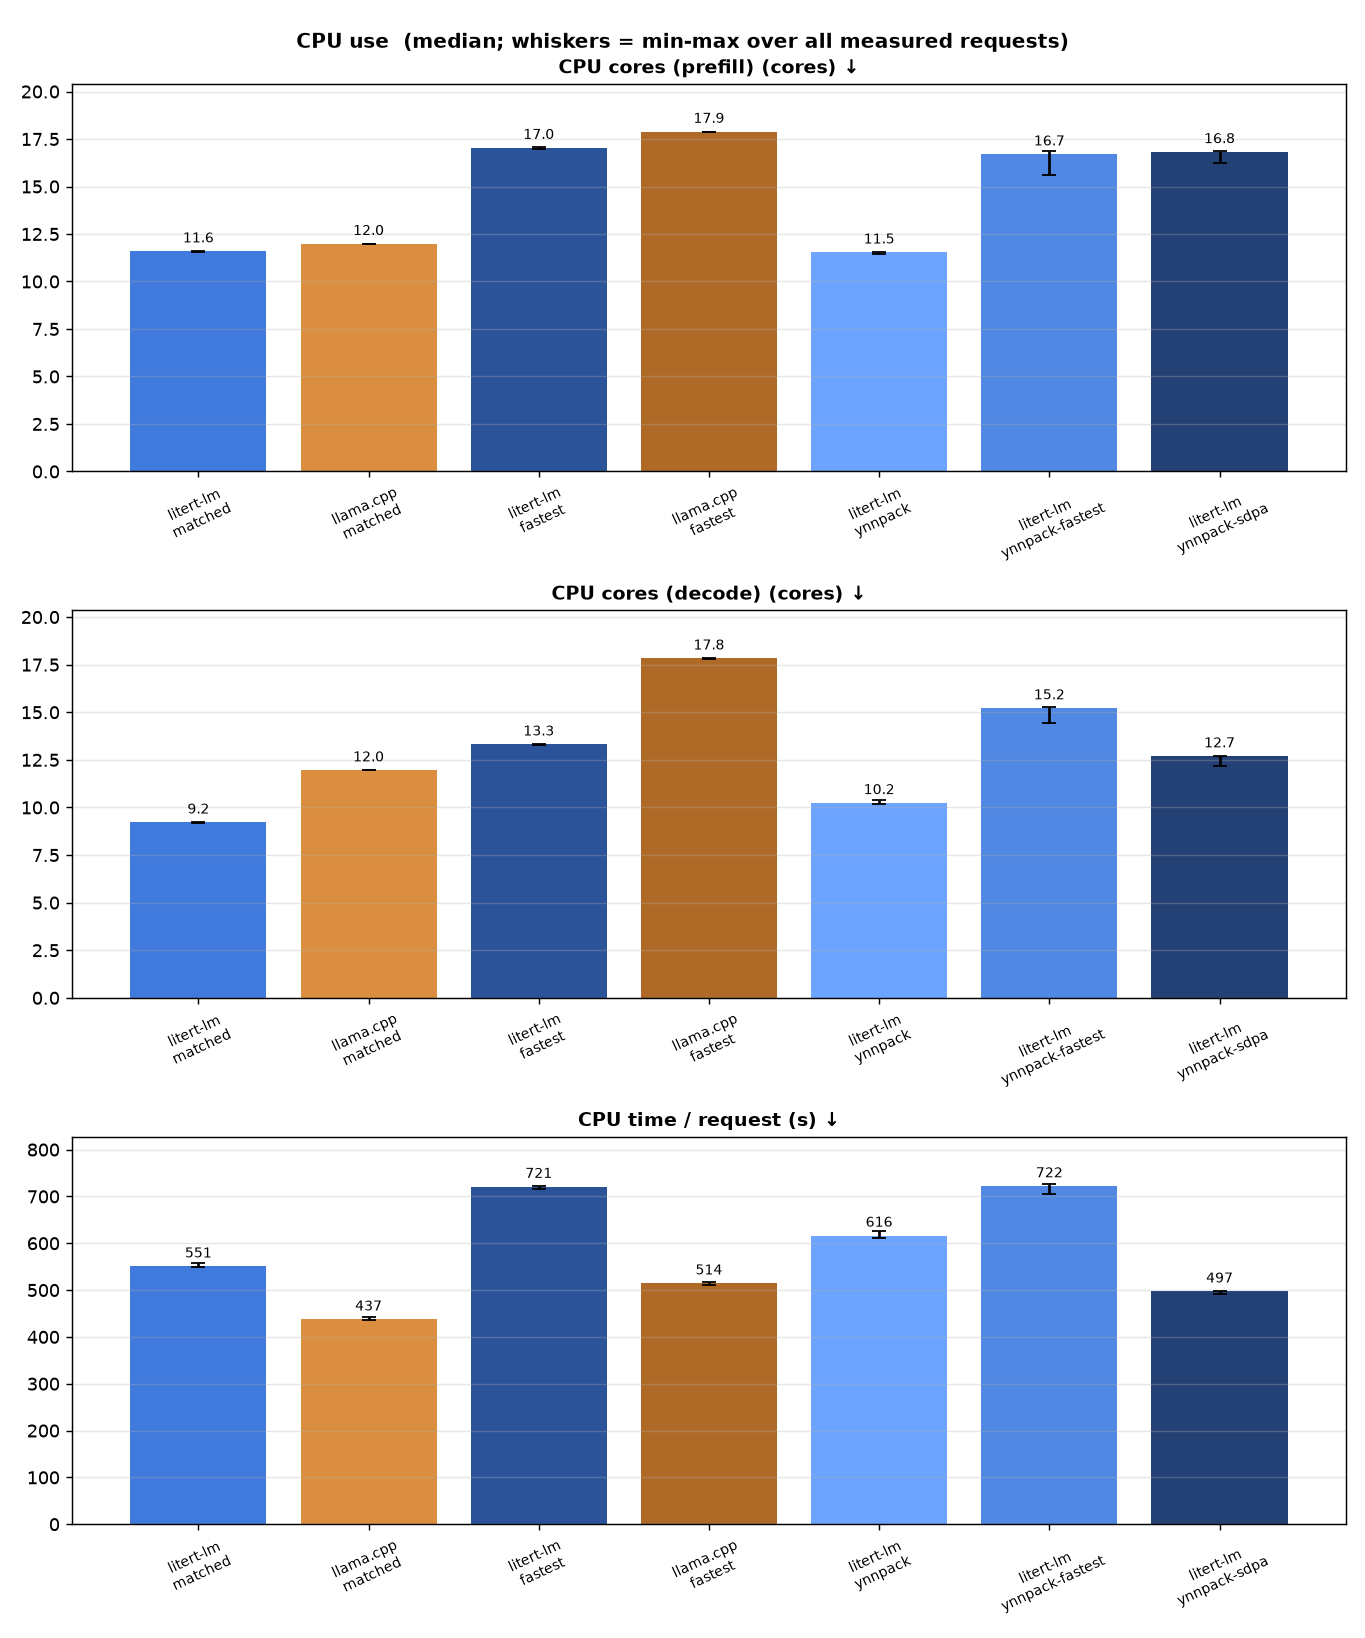 CPU use  (median; whiskers = min-max over all measured requests)
CPU cores (prefill) (cores) ↓
20.0
17.5
15.0
12.5
10.0
7.5
5.0
2.5
0.0
11.6
12.0
17.0
17.9
11.5
16.7
16.8
litert-lm
matched
llama.cpp
matched
litert-lm
fastest
llama.cpp
fastest
litert-lm
ynnpack
litert-lm
ynnpack-fastest
litert-lm
ynnpack-sdpa
CPU cores (decode) (cores) ↓
20.0
17.5
15.0
12.5
10.0
7.5
5.0
2.5
0.0
9.2
12.0
13.3
17.8
10.2
15.2
12.7
litert-lm
matched
llama.cpp
matched
litert-lm
fastest
llama.cpp
fastest
litert-lm
ynnpack
litert-lm
ynnpack-fastest
litert-lm
ynnpack-sdpa
CPU time / request (s) ↓
800
700
600
500
400
300
200
100
0
551
437
721
514
616
722
497
litert-lm
matched
llama.cpp
matched
litert-lm
fastest
llama.cpp
fastest
litert-lm
ynnpack
litert-lm
ynnpack-fastest
litert-lm
ynnpack-sdpa